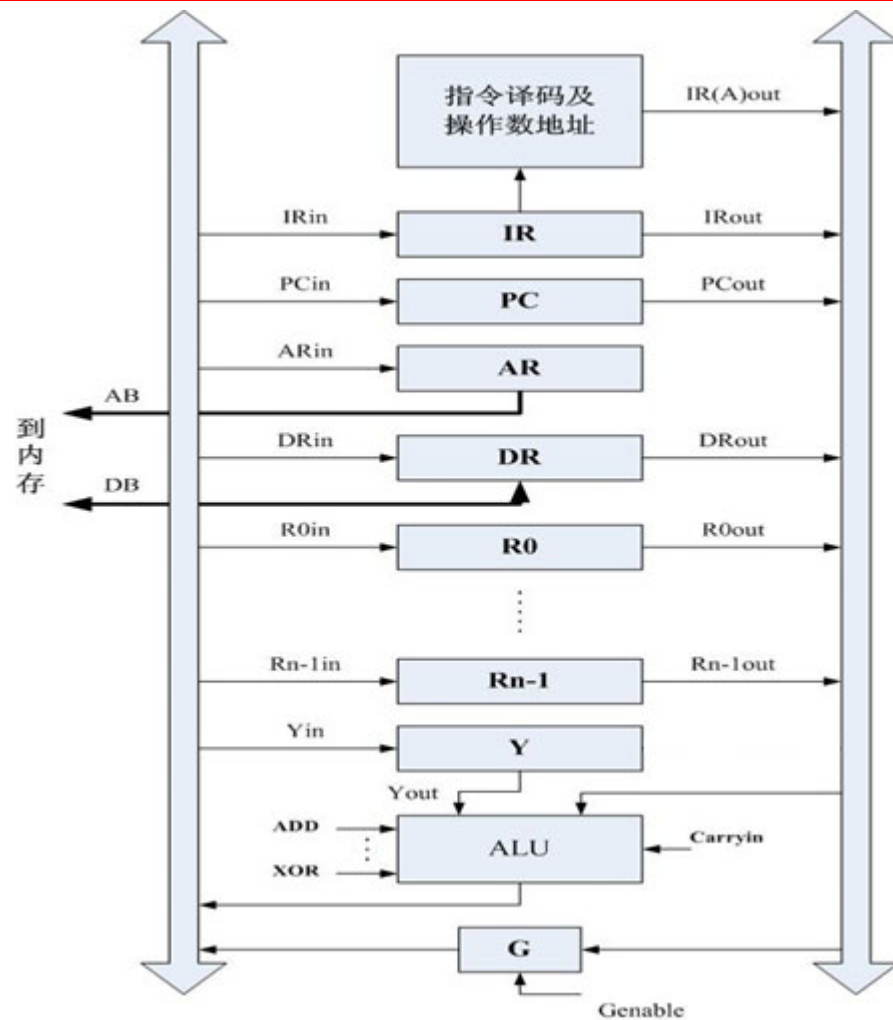 指令译码及
操作数地址
IR(A)out
IRin
IR
IRout
PCin
PC
PCout
ARin
AR
AB
到
内
存
DRin
DR
DRout
DB
R0in
R0
R0out
Rn-1in
Rn-1
Rn-1out
Yin
Y
Yout
ADD
XOR
ALU
Carryin
G
Genable